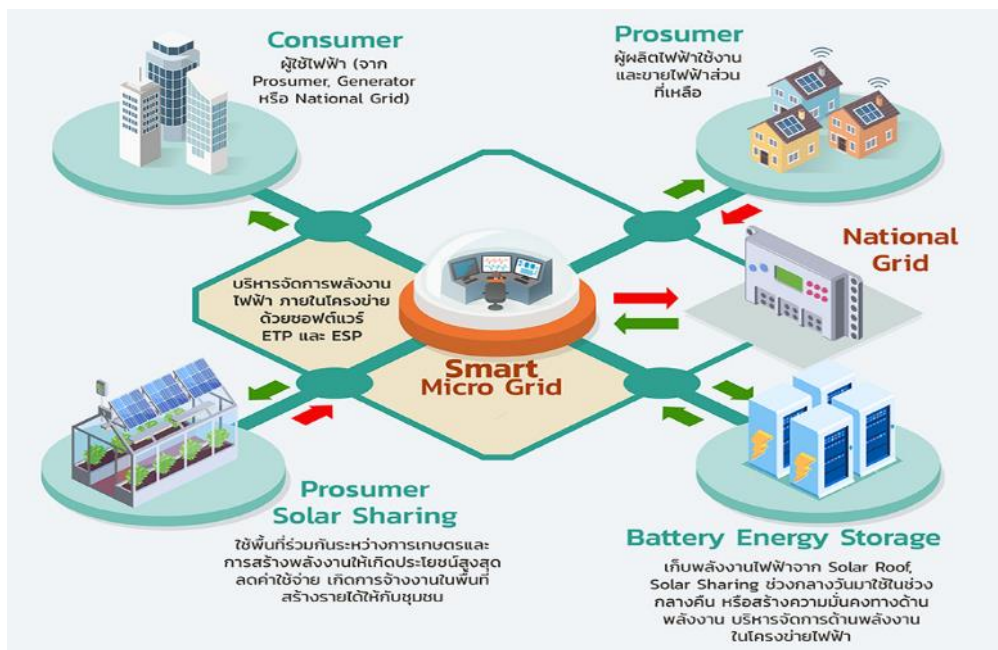 Consumer
ผู้ใช้ไฟฟ้า (จาก
Prosumer, Generator
หรือ National Grid)
Prosumer
ผู้ผลิตไฟฟ้าใช้งาน
และขายไฟฟ้าส่วน
ที่เหลือ
National
Grid
บริหารจัดการพลังงาน
ไฟฟ้า ภายในโครงข่าย
ด้วยซอฟต์แวร์
ETP และ ESP
Smart
Micro Grid
Prosumer
Solar Sharing
ใช้พื้นที่ร่วมกันระหว่างการเกษตรและ
การสร้างพลังงานให้เกิดประโยชน์สูงสุด
ลดค่าใช้จ่าย เกิดการจ้างงานในพื้นที่
สร้างรายได้ให้กับชุมชน
Battery Energy Storage
เก็บพลังงานไฟฟ้าจาก Solar Roof,
Solar Sharing ช่วงกลางวันมาใช้ในช่วง
กลางคืน หรือสร้างความมั่นคงทางด้าน
พลังงาน บริหารจัดการด้านพลังงาน
ในโครงข่ายไฟฟ้า